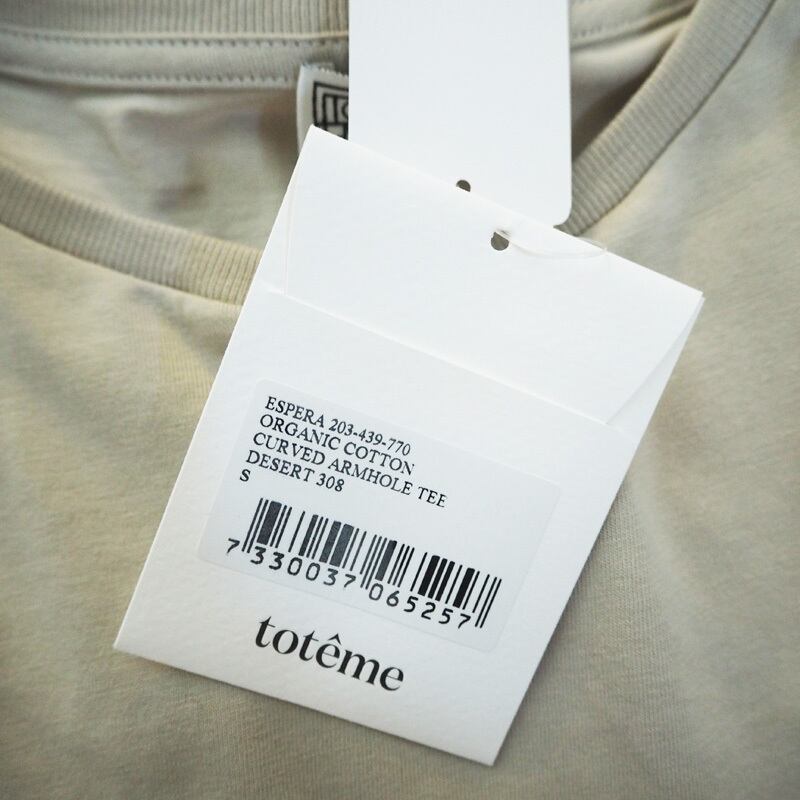 ESPERA 203-439-770
ORGANIC COTTON
CURVED ARMHOLE TEE
DESERT 308
S
7 330037 065257
totême